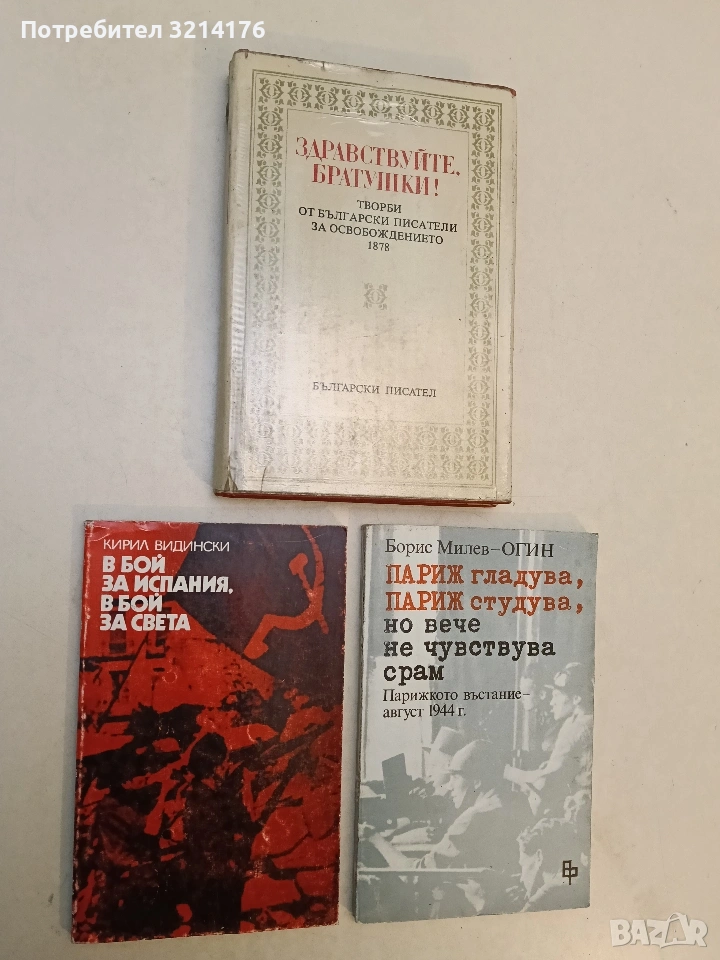 Потребител 3214176
ЗДРАВСТВУЙТЕ,
БРАТУШКИ!
ТВОРБИ
ОТ БЪЛГАРСКИ ПИСАТЕЛИ
ЗА ОСВОБОЖДЕНИЕТО
1878
БЪЛГАРСКИ ПИСАТЕЛ
КИРИЛ ВИДИНСКИ
В БОЙ
ЗА ИСПАНИЯ,
В БОЙ
ЗА СВЕТА
Борис Милев-ОГИН
ПАРИЖ гладува,
ПАРИЖ студува,
но вече
не чувствува
срам
Парижкото въстание-
август 1944 г.
BAZAR